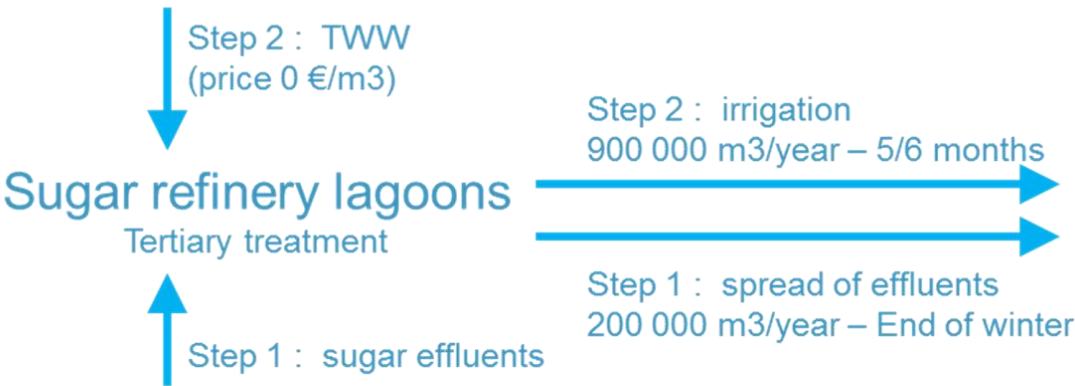 Step 2 : TWW
(price 0 €/m3)
Step 2 : irrigation
900 000 m3/year – 5/6 months
Sugar refinery lagoons
Tertiary treatment
Step 1 : spread of effluents
200 000 m3/year – End of winter
Step 1 : sugar effluents